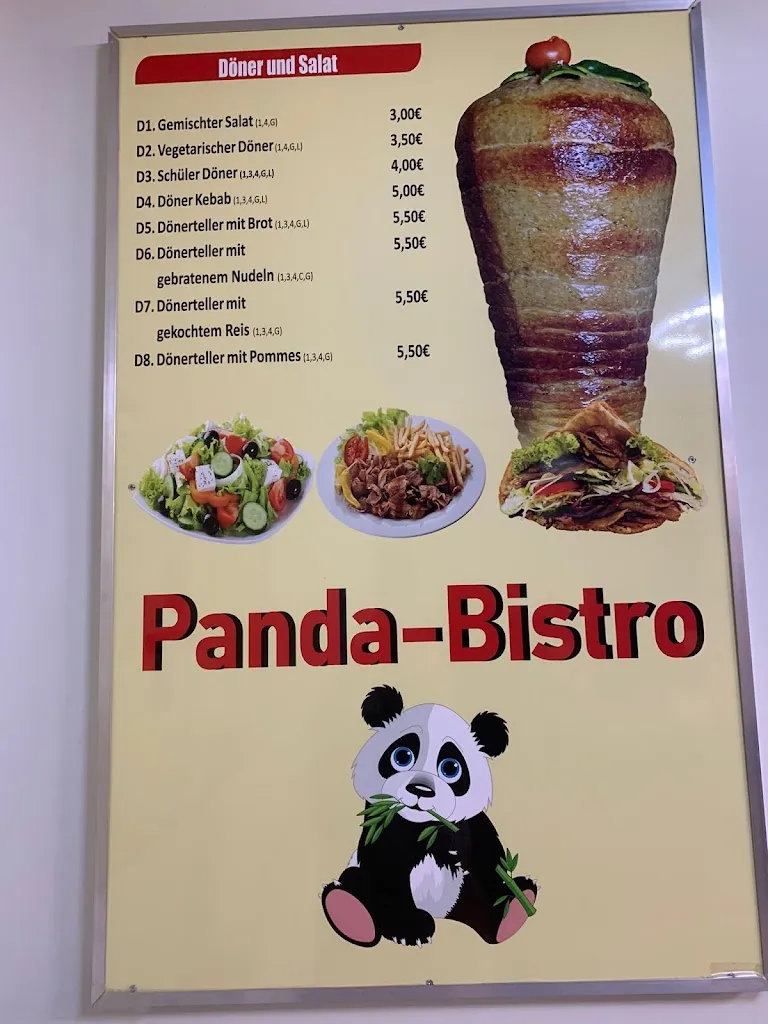 Döner und Salat
D1. Gemischter Salat (1,4,G) 3,00€
D2. Vegetarischer Döner (1,4,G,L) 3,50€
D3. Schüler Döner (1,3,4,G,L) 4,00€
D4. Döner Kebab (1,3,4,G,L) 5,00€
D5. Dönerteller mit Brot (1,3,4,G,L) 5,50€
D6. Dönerteller mit 5,50€
gebratenem Nudeln (1,3,4,C,G)
D7. Dönerteller mit 5,50€
gekochtem Reis (1,3,4,G)
D8. Dönerteller mit Pommes (1,3,4,G) 5,50€
Panda-Bistro